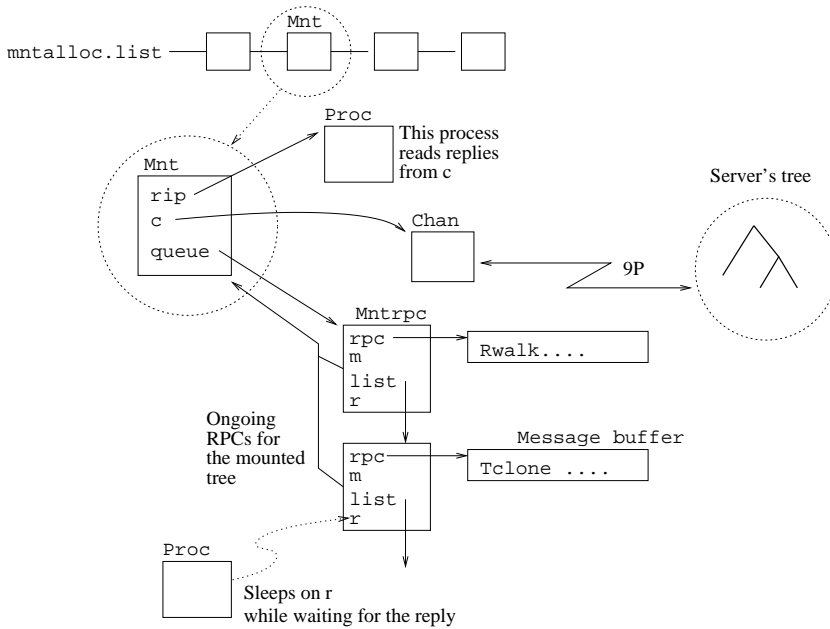 Mnt
mntalloc.list
Proc
This process
reads replies
from c
Mnt
rip
c
queue
Chan
Server's tree
9P
Mntrpc
rpc
m
list
r
Rwalk....
Ongoing
RPCs for
the mounted
tree
Message buffer
rpc
m
list
r
Tclone ....
Proc
Sleeps on r
while waiting for the reply